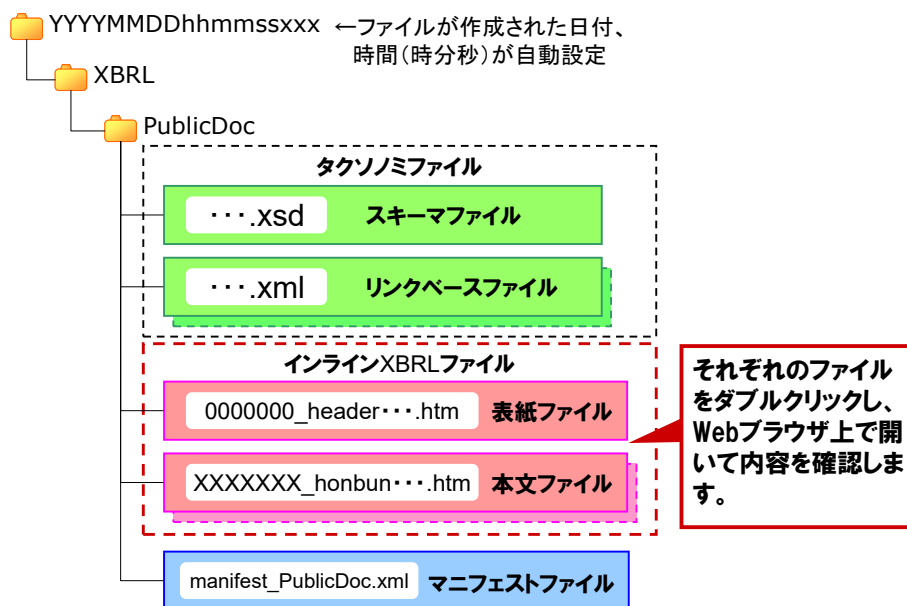 YYYYMMDDhhmmssxxx ←ファイルが作成された日付、
時間(時分秒)が自動設定
XBRL
PublicDoc
タクソノミファイル
・・・.xsd スキーマファイル
・・・.xml リンクベースファイル
インラインXBRLファイル
0000000_header・・・.htm 表紙ファイル
XXXXXXX_honbun・・・.htm 本文ファイル
manifest_PublicDoc.xml マニフェストファイル
それぞれのファイル
をダブルクリックし、
Webブラウザ上で開
いて内容を確認しま
す。